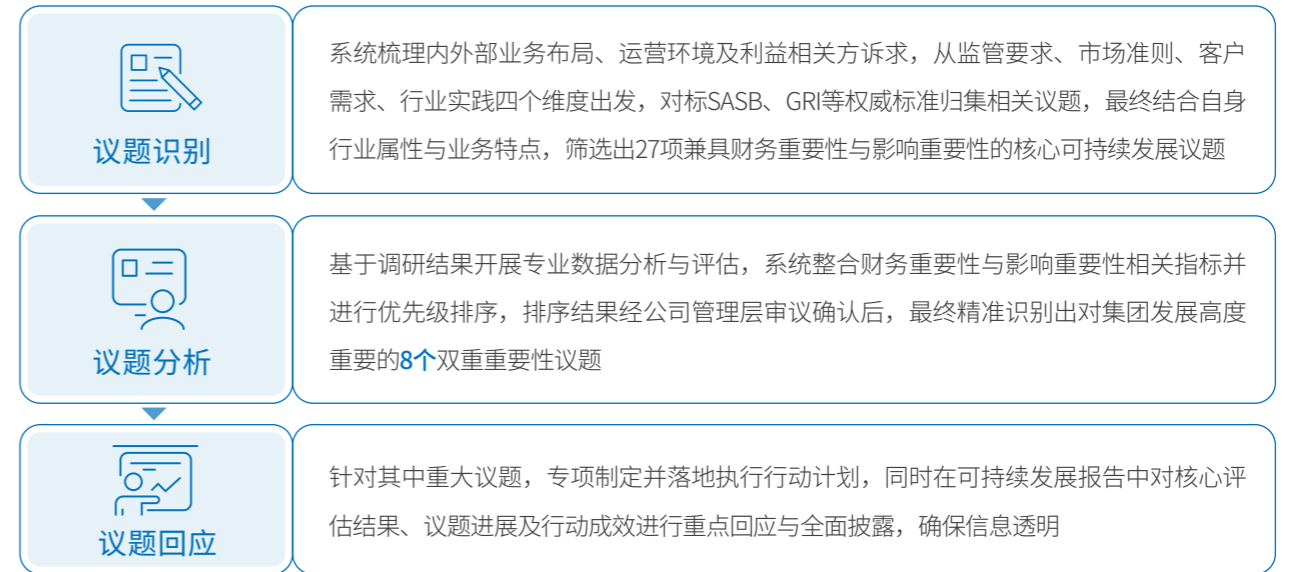 议题识别
系统梳理内外部业务布局、运营环境及利益相关方诉求，从监管要求、市场准则、客户
需求、行业实践四个维度出发，对标SASB、GRI等权威标准归集相关议题，最终结合自身
行业属性与业务特点，筛选出27项兼具财务重要性与影响重要性的核心可持续发展议题
议题分析
基于调研结果开展专业数据分析与评估，系统整合财务重要性与影响重要性相关指标并
进行优先级排序，排序结果经公司管理层审议确认后，最终精准识别出对集团发展高度
重要的8个双重重要性议题
议题回应
针对其中重大议题，专项制定并落地执行行动计划，同时在可持续发展报告中对核心评
估结果、议题进展及行动成效进行重点回应与全面披露，确保信息透明